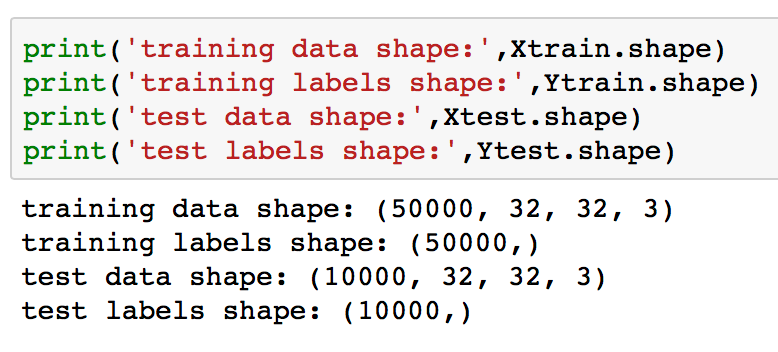 print('training data shape:',Xtrain.shape)
print('training labels shape:',Ytrain.shape)
print('test data shape:',Xtest.shape)
print('test labels shape:',Ytest.shape)
training data shape: (50000, 32, 32, 3)
training labels shape: (50000,)
test data shape: (10000, 32, 32, 3)
test labels shape: (10000,)